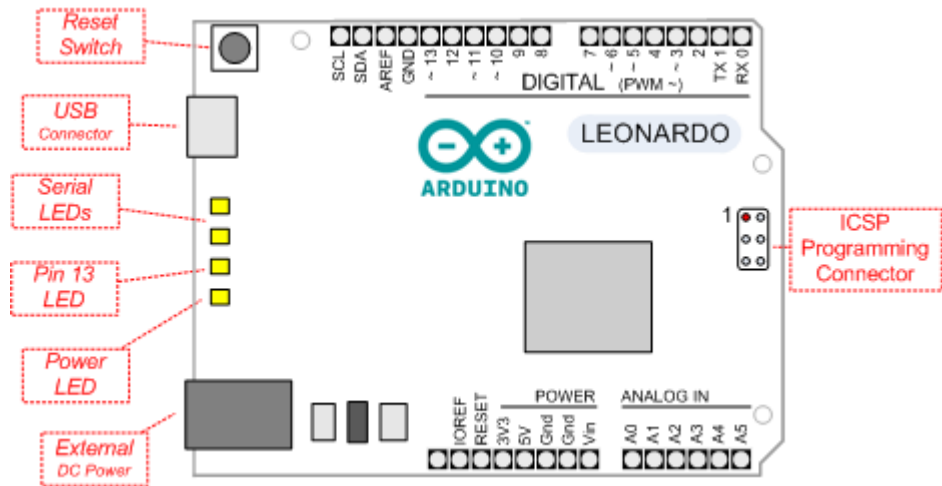 Reset
Switch
USB
Connector
Serial
LEDs
Pin 13
LED
Power
LED
External
DC Power
SCL
SDA
AREF
GND
~ 13
12
~ 11
~ 10
9
8
7
~6
~ 5
4
~ 3
2
TX 1
RX 0
DIGITAL (PWM ~)
ARDUINO
TM
LEONARDO
1
ICSP
Programming
Connector
POWER
ANALOG IN
IOREF
RESET
3V3
5V
Gnd
Gnd
Vin
A0
A1
A2
A3
A4
A5